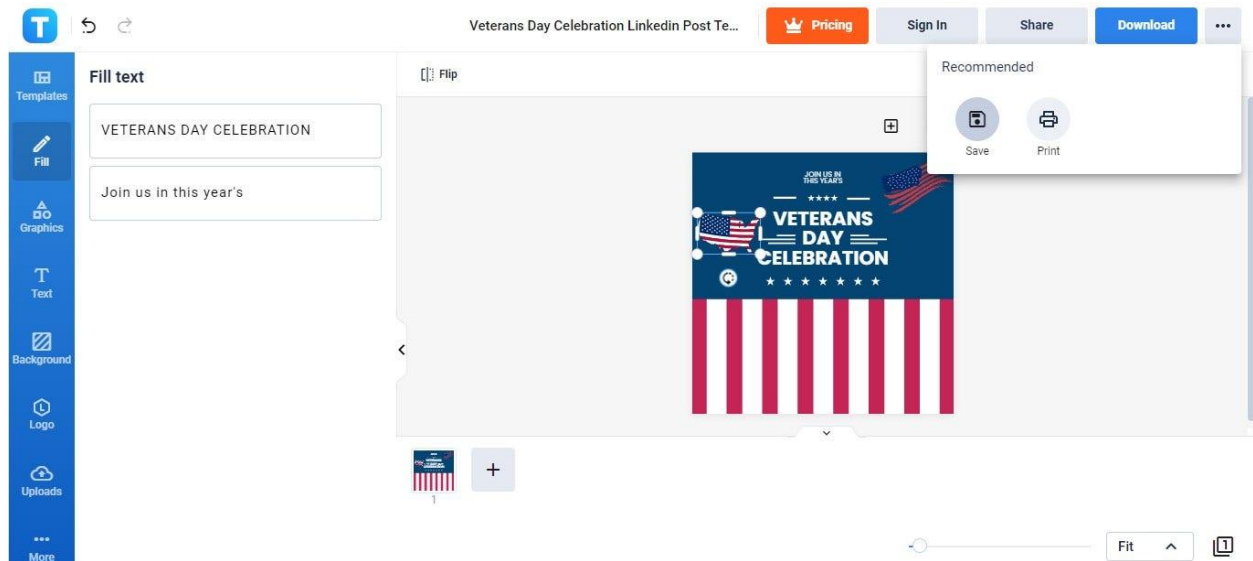 T
Veterans Day Celebration Linkedin Post Te...
Pricing
Sign In
Share
Download
Templates
Fill
Graphics
T
Text
Background
L
Logo
Uploads
More
Fill text
VETERANS DAY CELEBRATION
Join us in this year's
Flip
Recommended
Save
Print
JOIN US IN
THIS YEAR'S
VETERANS
DAY
CELEBRATION
1
Fit
1